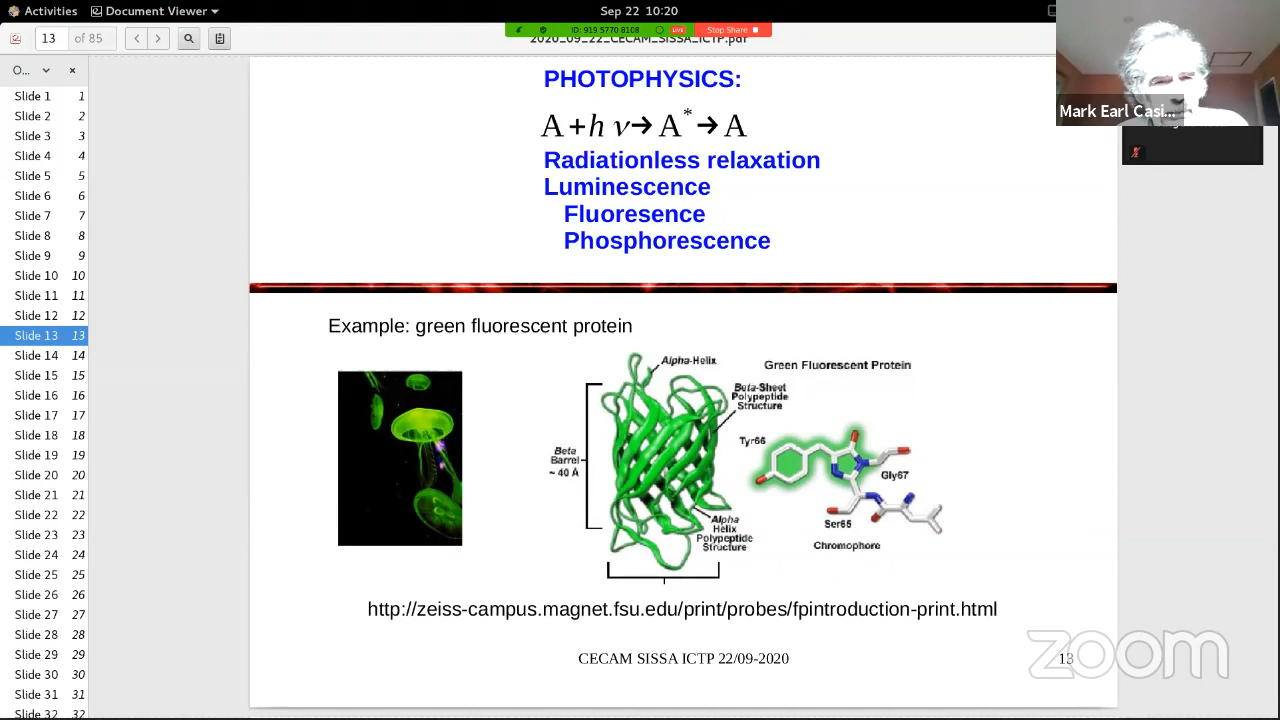 Activities
Document Viewer
Sep 22 10:20
13
of 85
ID: 919 5770 8108
LIVE
Stop Share
2020_09_22_CECAM_SISSA_ICTP.pdf
Mark Earl Casi...
O...
Slide 1 1
Slide 2 2
Slide 3 3
Slide 4 4
Slide 5 5
Slide 6 6
Slide 7 7
Slide 8 8
Slide 9 9
Slide 10 10
Slide 11 11
Slide 12 12
Slide 13 13
Slide 14 14
Slide 15 15
Slide 16 16
Slide 17 17
Slide 18 18
Slide 19 19
Slide 20 20
Slide 21 21
Slide 22 22
Slide 23 23
Slide 24 24
Slide 25 25
Slide 26 26
Slide 27 27
Slide 28 28
Slide 29 29
Slide 30 30
Slide 31 31
Slide 32 32
PHOTOPHYSICS:
A + h ν → A* → A
Radiationless relaxation
Luminescence
Fluoresence
Phosphorescence
Example: green fluorescent protein
Alpha-Helix
Green Fluorescent Protein
Beta-Sheet
Polypeptide
Structure
Beta
Barrel
~ 40 Å
Alpha
Helix
Polypeptide
Structure
Tyr66
Gly67
Ser65
Chromophore
http://zeiss-campus.magnet.fsu.edu/print/probes/fpintroduction-print.html
CECAM SISSA ICTP 22/09-2020
13
zoom